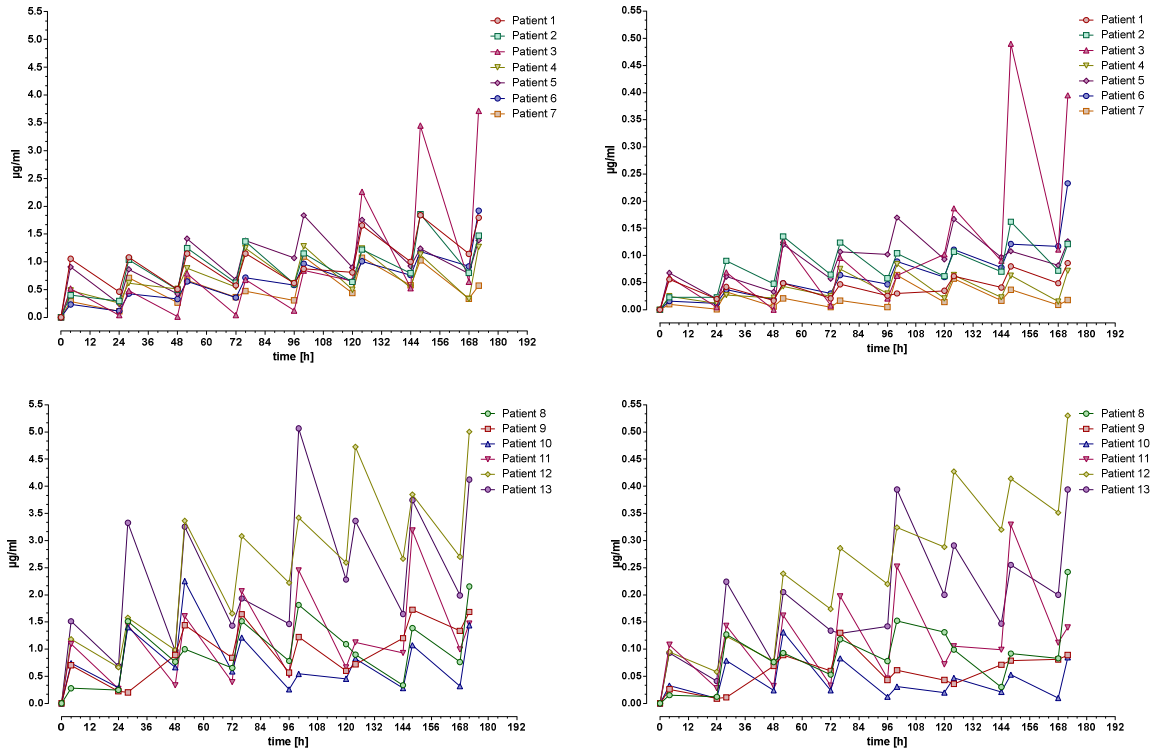 5.5
5.0
4.5
4.0
3.5
3.0
2.5
2.0
1.5
1.0
0.5
0.0
µg/ml
0 12 24 36 48 60 72 84 96 108 120 132 144 156 168 180 192
time [h]
Patient 1
Patient 2
Patient 3
Patient 4
Patient 5
Patient 6
Patient 7
0.55
0.50
0.45
0.40
0.35
0.30
0.25
0.20
0.15
0.10
0.05
0.00
µg/ml
0 12 24 36 48 60 72 84 96 108 120 132 144 156 168 180 192
time [h]
Patient 1
Patient 2
Patient 3
Patient 4
Patient 5
Patient 6
Patient 7
5.5
5.0
4.5
4.0
3.5
3.0
2.5
2.0
1.5
1.0
0.5
0.0
µg/ml
0 12 24 36 48 60 72 84 96 108 120 132 144 156 168 180 192
time [h]
Patient 8
Patient 9
Patient 10
Patient 11
Patient 12
Patient 13
0.55
0.50
0.45
0.40
0.35
0.30
0.25
0.20
0.15
0.10
0.05
0.00
µg/ml
0 12 24 36 48 60 72 84 96 108 120 132 144 156 168 180 192
time [h]
Patient 8
Patient 9
Patient 10
Patient 11
Patient 12
Patient 13